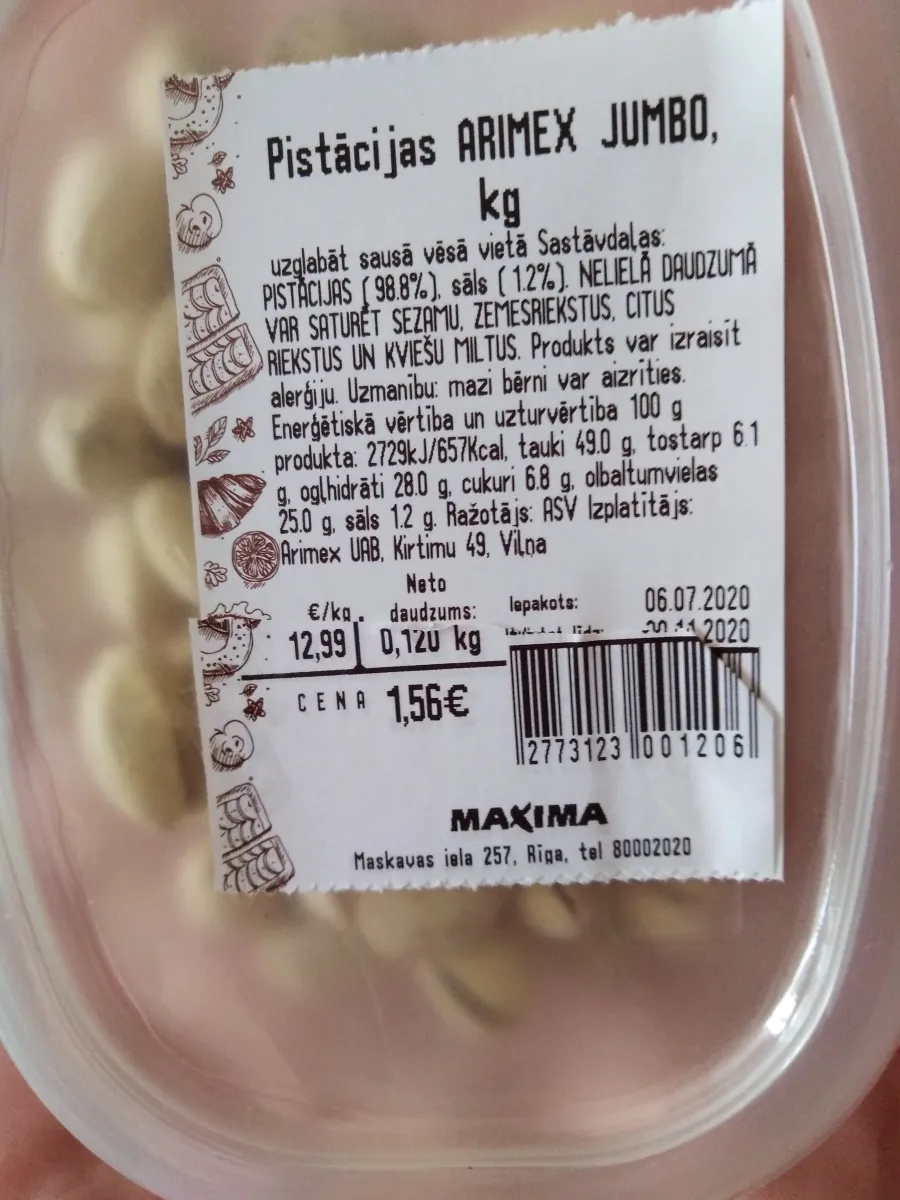 Pistācijas ARIMEX JUMBO,
kg
uzglabāt sausā vēsā vietā Sastāvdaļas:
PISTĀCIJAS (98.8%), sāls (1.2%). NELIELĀ DAUDZUMĀ
VAR SATURĒT SEZAMU, ZEMESRIEKSTUS, CITUS
RIEKSTUS UN KVIEŠU MILTUS. Produkts var izraisīt
alerģiju. Uzmanību: mazi bērni var aizrīties.
Enerģētiskā vērtība un uzturvērtība 100 g
produkta: 2729kJ/657Kcal, tauki 49.0 g, tostarp 6.1
g, ogļhidrāti 28.0 g, cukuri 6.8 g, olbaltumvielas
25.0 g, sāls 1.2 g. Ražotājs: ASV Izplatītājs:
Arimex UAB, Kirtimu 49, Viļņa
Neto
€/kg. daudzums: Iepakots: 06.07.2020
12,99 0,120 kg 2020
CENA 1,56€
2773123 001206
MAXIMA
Maskavas iela 257, Rīga, tel 80002020